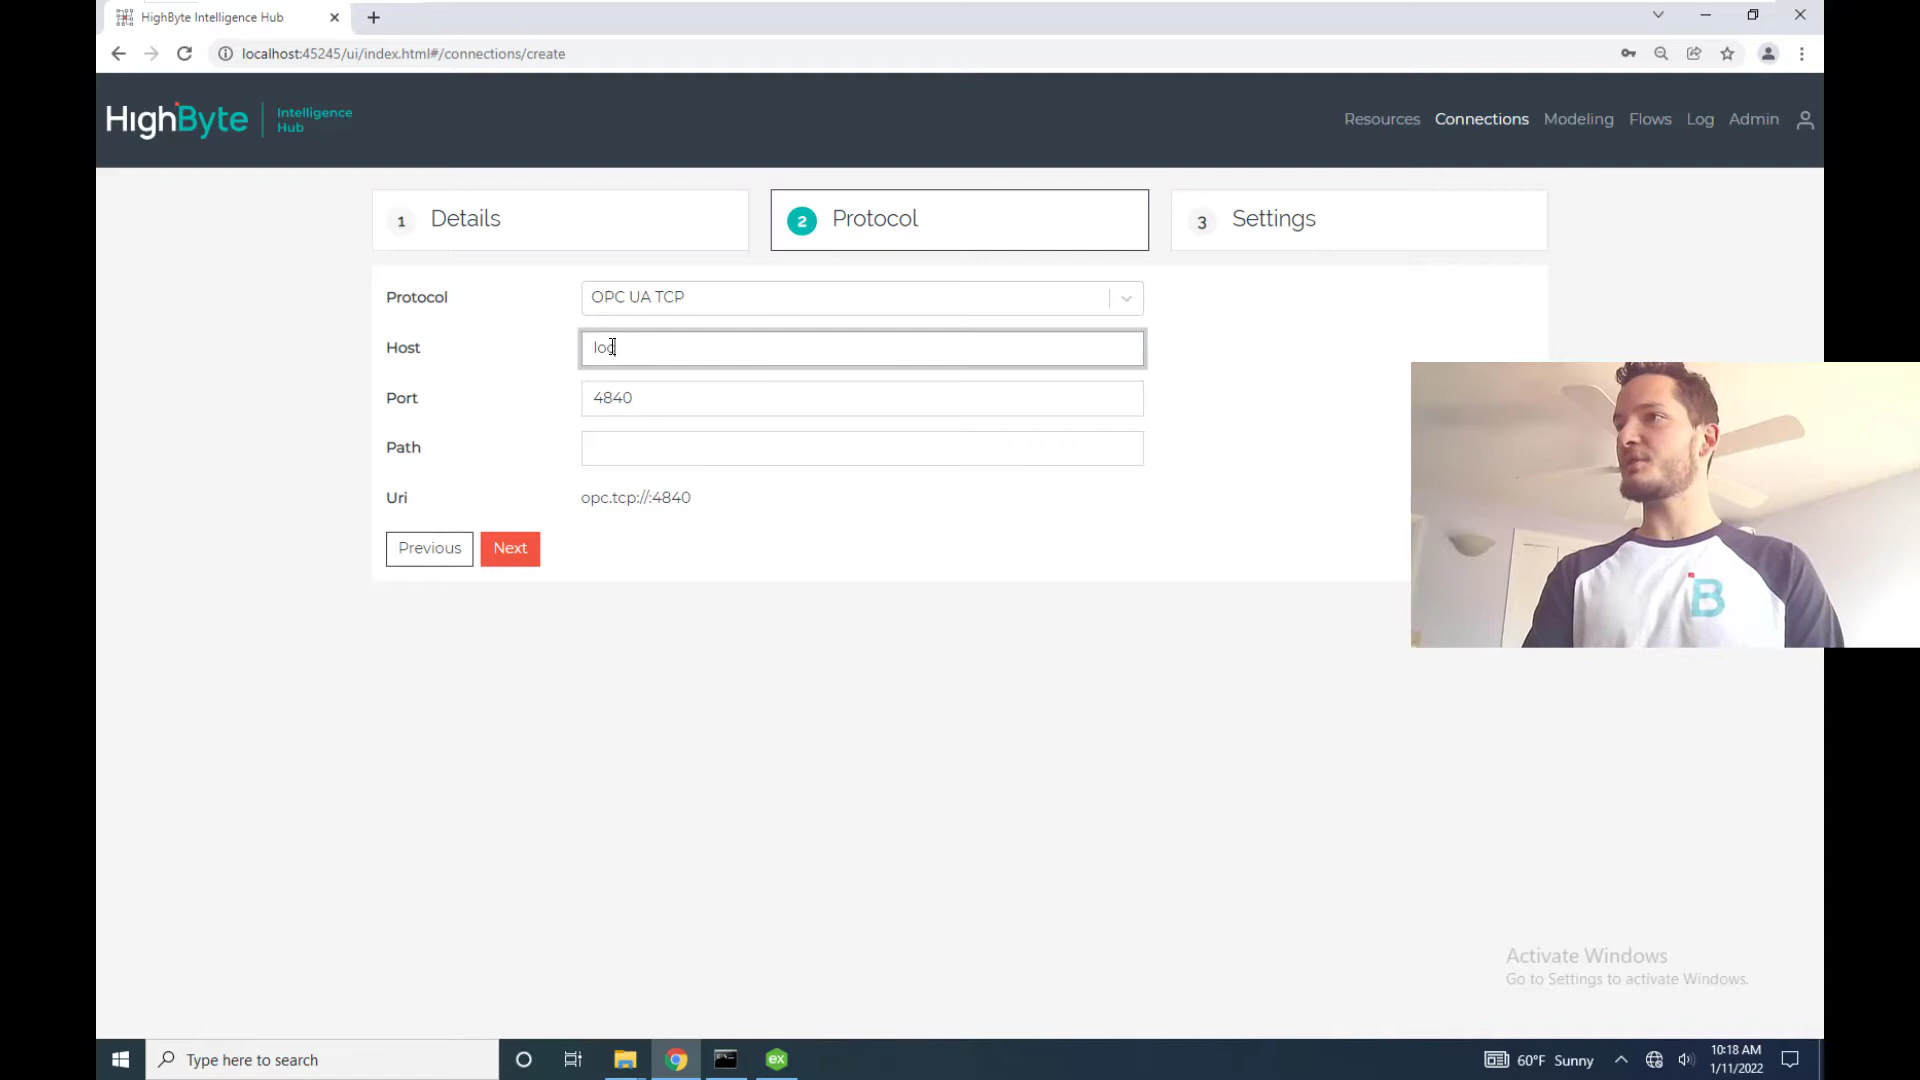 HighByte Intelligence Hub
localhost:45245/ui/index.html#/connections/create
HighByte
Intelligence
Hub
Resources Connections Modeling Flows Log Admin
1 Details
2 Protocol
3 Settings
Protocol OPC UA TCP
Host loc
Port 4840
Path
Uri opc.tcp://:4840
Previous Next
B
Activate Windows
Go to Settings to activate Windows.
Type here to search
ex
60°F Sunny
10:18 AM
1/11/2022